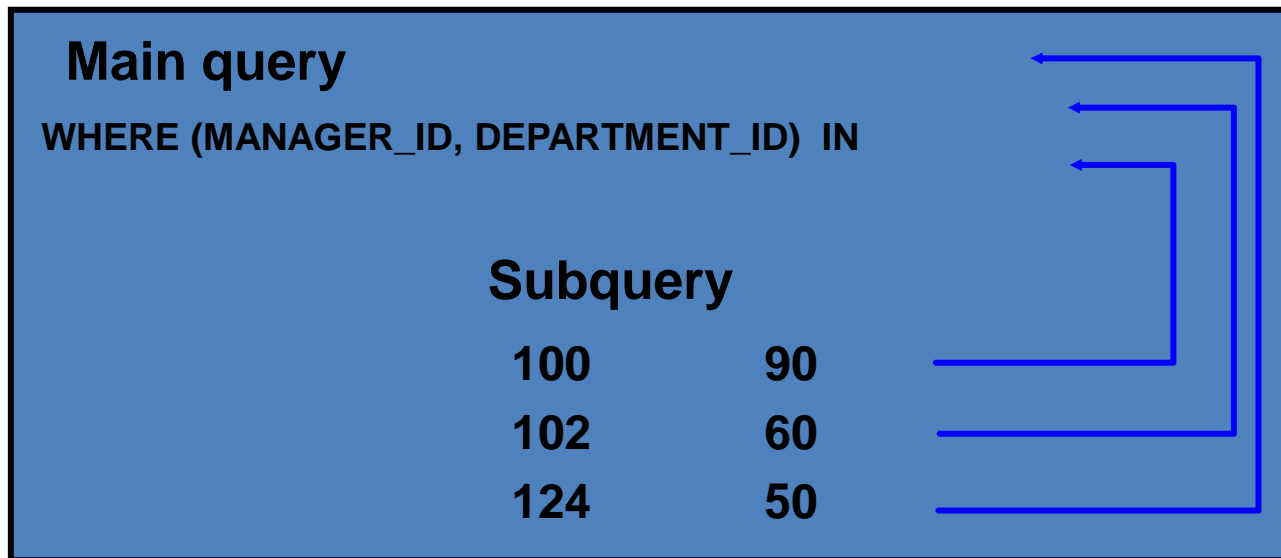 Main query
WHERE (MANAGER_ID, DEPARTMENT_ID) IN
Subquery
100 90
102 60
124 50